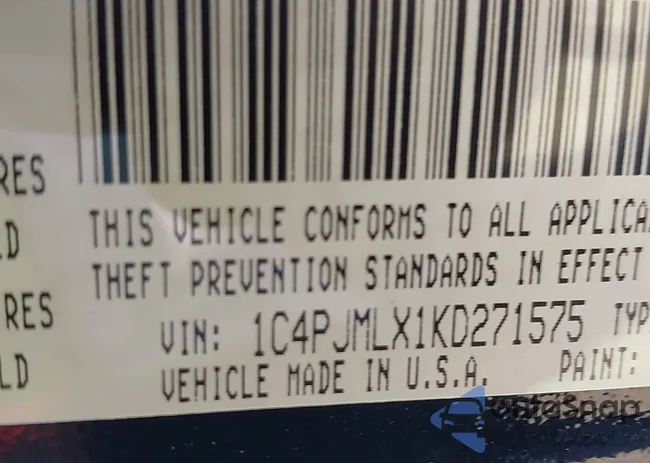 THIS VEHICLE CONFORMS TO ALL APPLICA
THEFT PREVENTION STANDARDS IN EFFECT
VIN: 1C4PJMLX1KD271575 TYP
VEHICLE MADE IN U.S.A. PAINT:
RES
LD
RES
LD